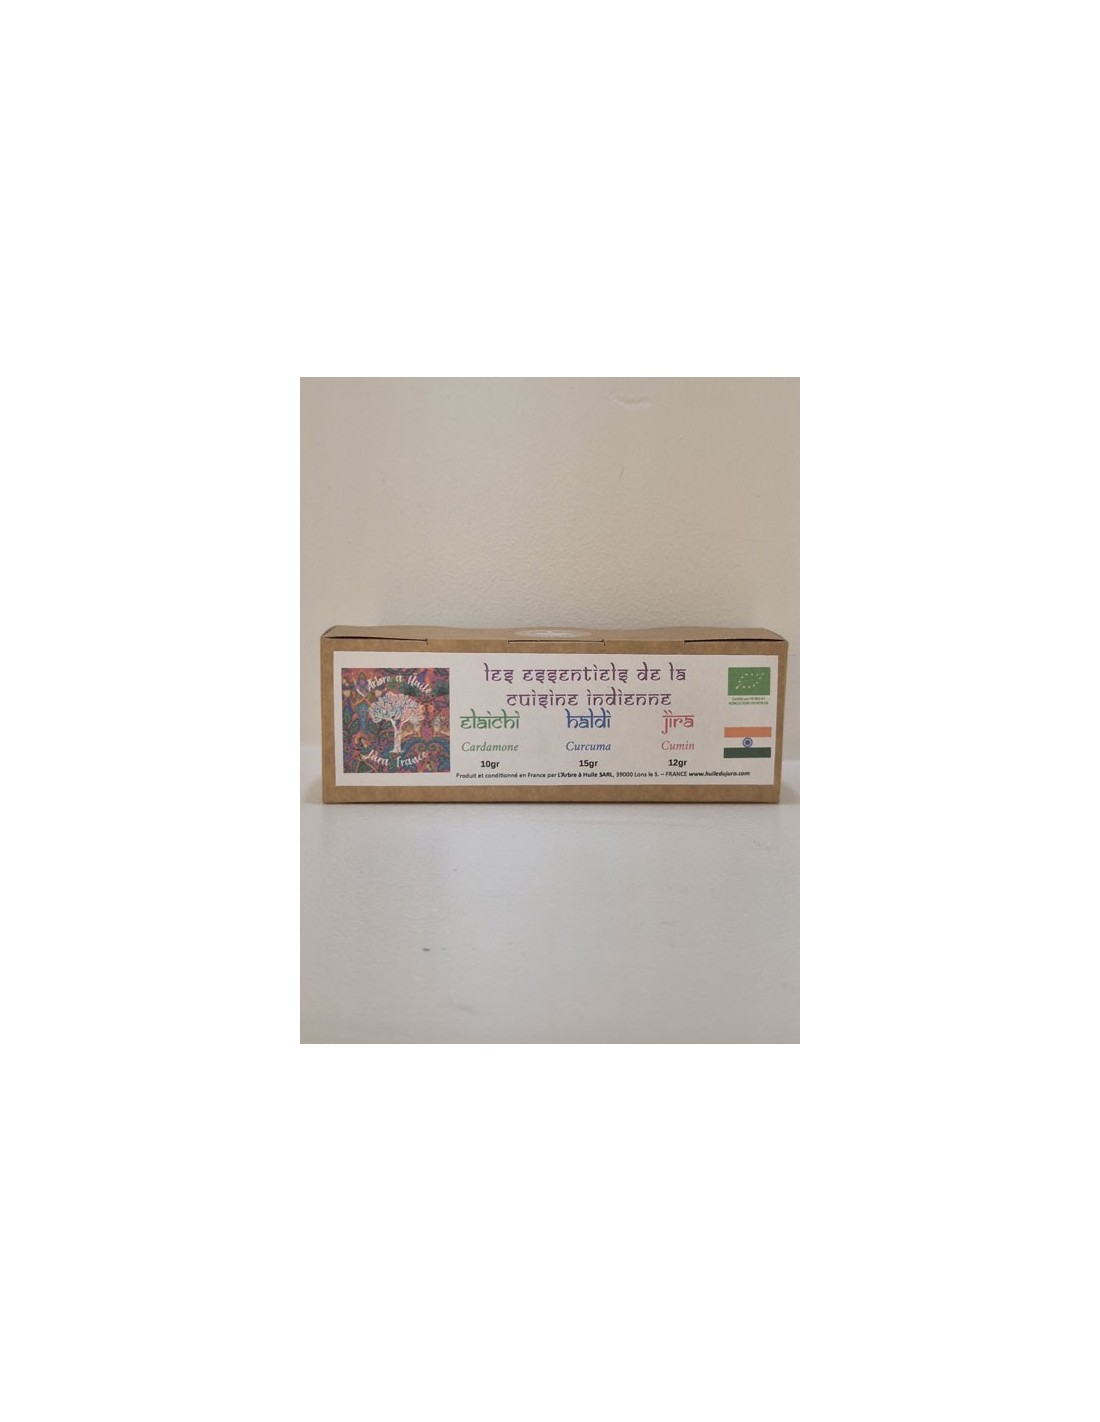 L'Arbre à Huile
Jura, France
les essentiels de la
cuisine indienne
elaichi haldi jira
Cardamone Curcuma Cumin
10gr 15gr 12gr
Produit et conditionné en France par L'Arbre à Huile SARL, 39000 Lons le S. – FRANCE www.huiledujura.com